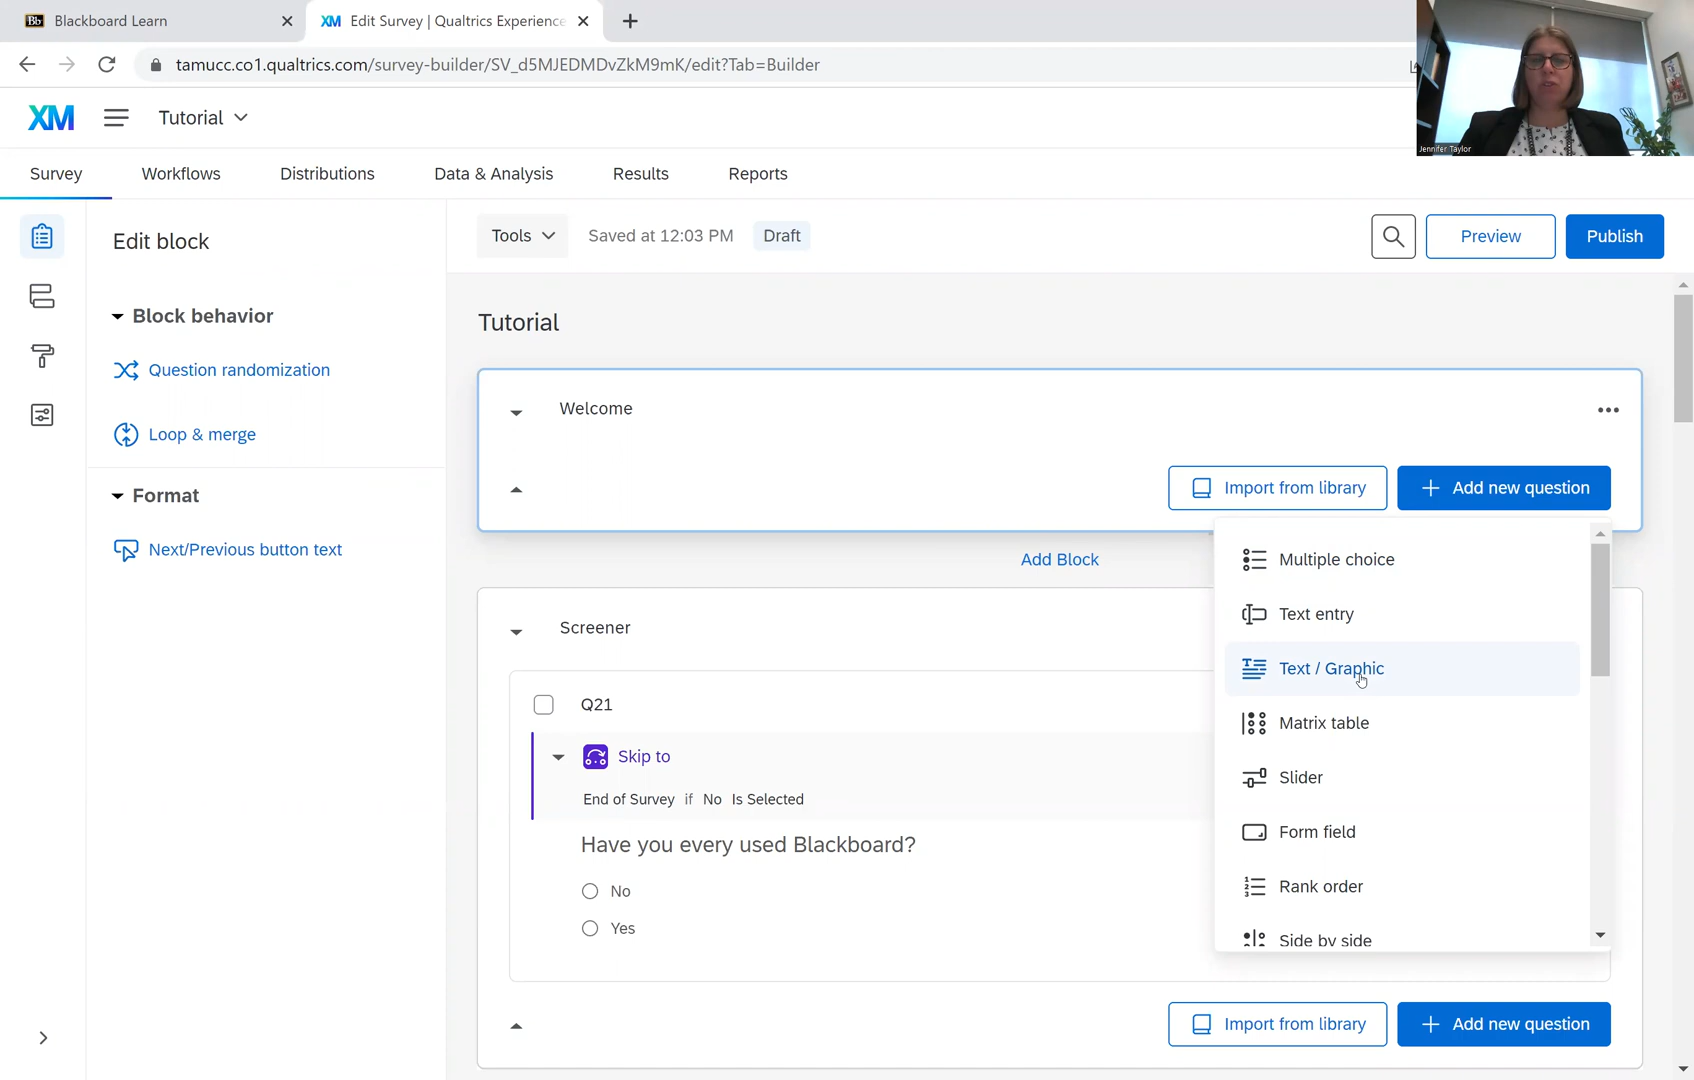 Bb Blackboard Learn
XM Edit Survey | Qualtrics Experience
tamucc.co1.qualtrics.com/survey-builder/SV_d5MJEDMDvZkM9mK/edit?Tab=Builder
Jennifer Taylor
XM Tutorial
Survey Workflows Distributions Data & Analysis Results Reports
Edit block
Block behavior
Question randomization
Loop & merge
Format
Next/Previous button text
Tools Saved at 12:03 PM Draft Preview Publish
Tutorial
Welcome
Import from library Add new question
Add Block
Multiple choice
Text entry
Text / Graphic
Matrix table
Slider
Form field
Rank order
Side by side
Screener
Q21
Skip to
End of Survey if No Is Selected
Have you every used Blackboard?
No
Yes
Import from library Add new question